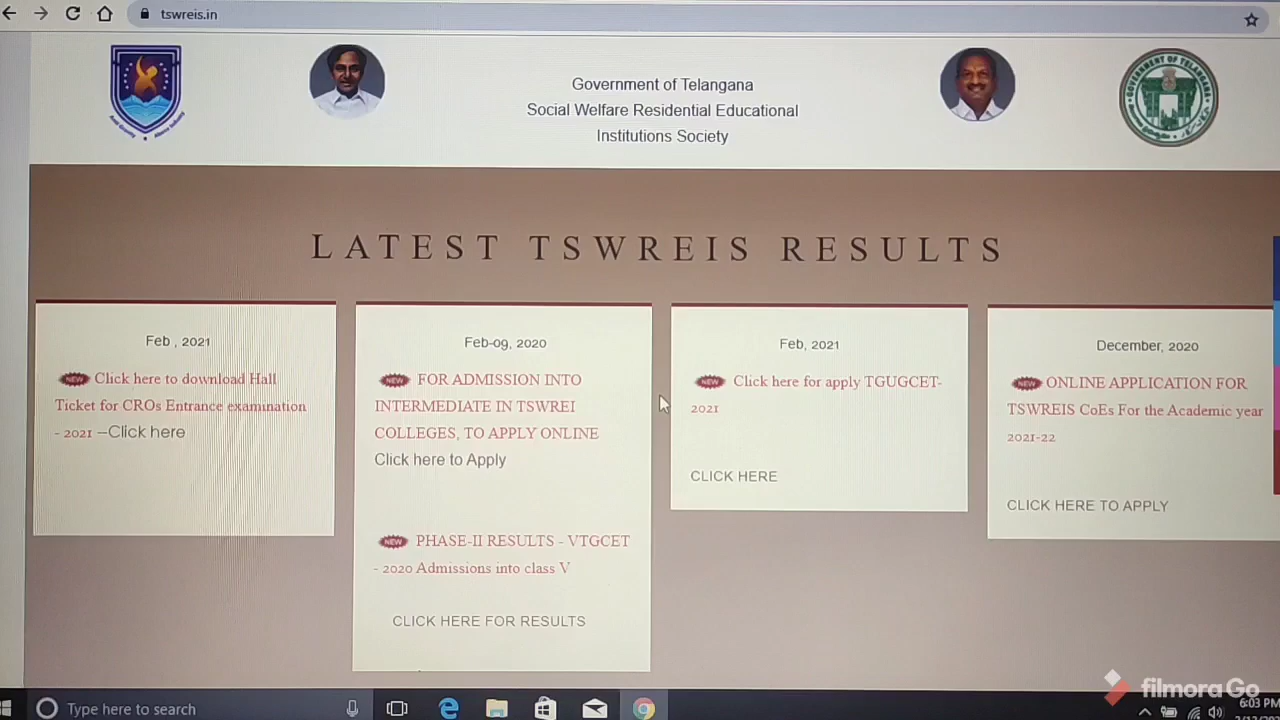 tswreis.in
Government of Telangana
Social Welfare Residential Educational
Institutions Society
GOVERNMENT OF TELANGANA
LATEST TSWREIS RESULTS
Feb , 2021
NEW Click here to download Hall
Ticket for CROs Entrance examination
- 2021 –Click here
Feb-09, 2020
NEW FOR ADMISSION INTO
INTERMEDIATE IN TSWREI
COLLEGES, TO APPLY ONLINE
Click here to Apply
NEW PHASE-II RESULTS - VTGCET
- 2020 Admissions into class V
CLICK HERE FOR RESULTS
Feb, 2021
NEW Click here for apply TGUGCET-
2021
CLICK HERE
December, 2020
NEW ONLINE APPLICATION FOR
TSWREIS CoEs For the Academic year
2021-22
CLICK HERE TO APPLY
filmoraGo
Type here to search
6:03 PM